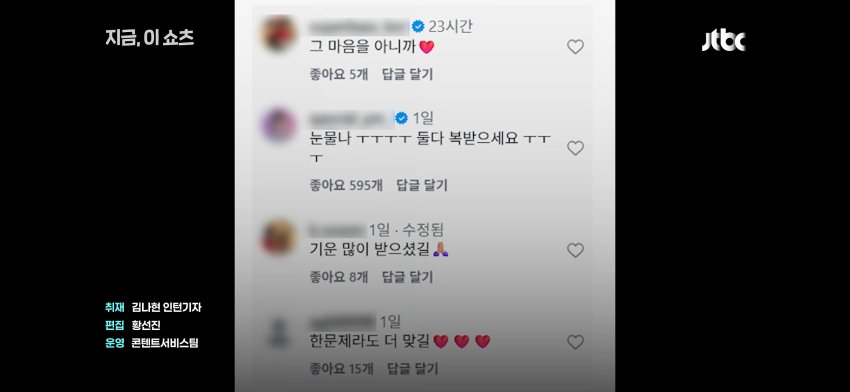 지금, 이 쇼츠
jtbc
23시간
그 마음을 아니까❤️
좋아요 5개 답글 달기
1일
눈물나 ㅜㅜㅜㅜ 둘다 복받으세요 ㅜㅜ
ㅜ
좋아요 595개 답글 달기
1일 · 수정됨
기운 많이 받으셨길🙏🏼
좋아요 8개 답글 달기
1일
한문제라도 더 맞길❤️❤️❤️
좋아요 15개 답글 달기
취재 김나현 인턴기자
편집 황선진
운영 콘텐트서비스팀